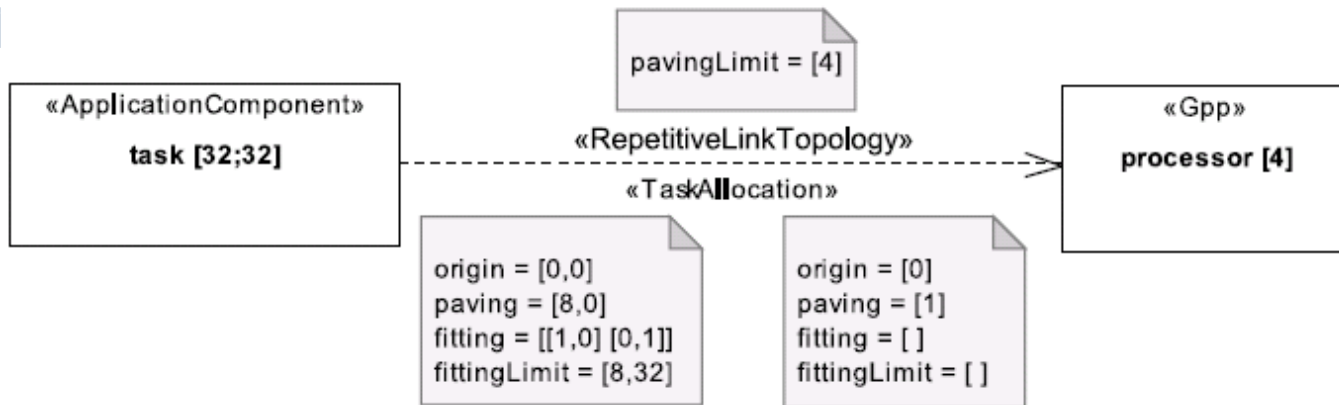 pavingLimit = [4]
«ApplicationComponent»
task [32;32]
«RepetitiveLinkTopology»
«TaskAllocation»
«Gpp»
processor [4]
origin = [0,0]
paving = [8,0]
fitting = [[1,0] [0,1]]
fittingLimit = [8,32]
origin = [0]
paving = [1]
fitting = [ ]
fittingLimit = [ ]